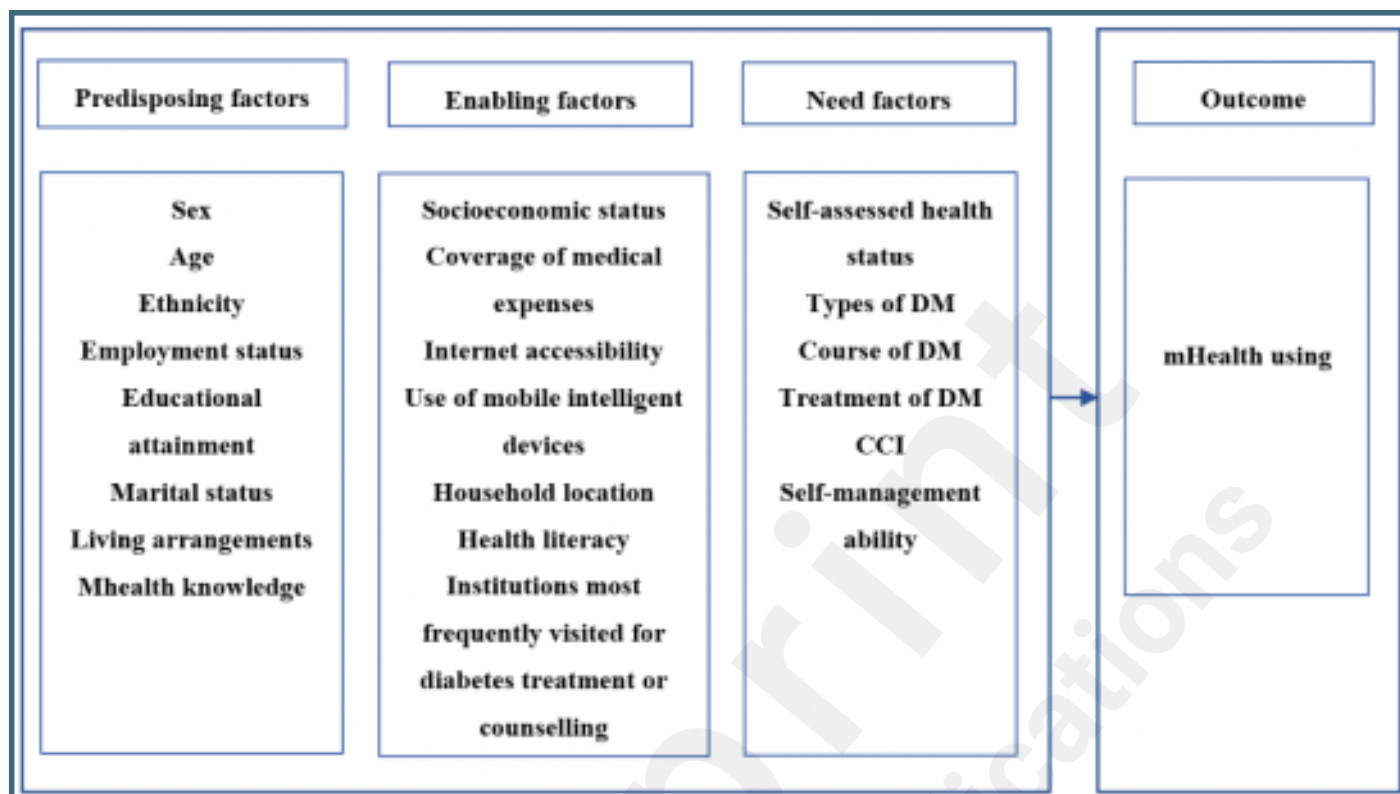 Predisposing factors
Sex
Age
Ethnicity
Employment status
Educational
attainment
Marital status
Living arrangements
Mhealth knowledge
Enabling factors
Socioeconomic status
Coverage of medical
expenses
Internet accessibility
Use of mobile intelligent
devices
Household location
Health literacy
Institutions most
frequently visited for
diabetes treatment or
counselling
Need factors
Self-assessed health
status
Types of DM
Course of DM
Treatment of DM
CCI
Self-management
ability
Outcome
mHealth using